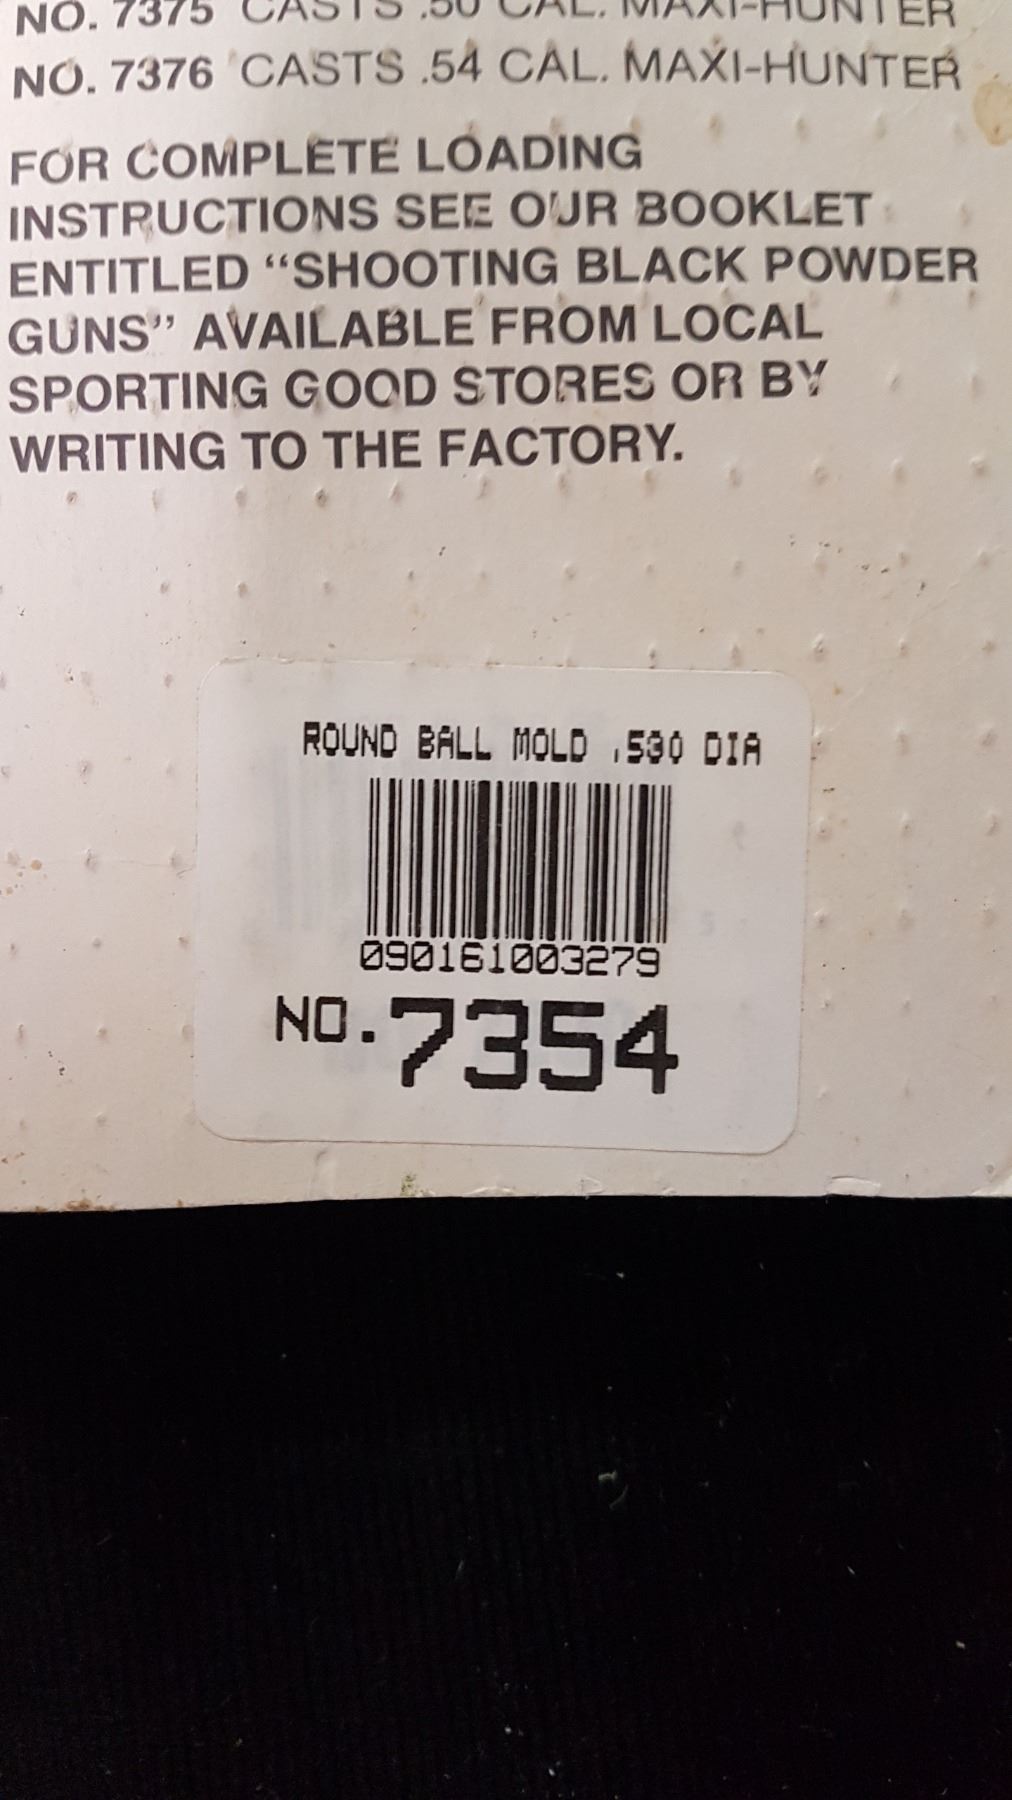 NO. 7375 CASTS .50 CAL. MAXI-HUNTER
NO. 7376 CASTS .54 CAL. MAXI-HUNTER
FOR COMPLETE LOADING
INSTRUCTIONS SEE OUR BOOKLET
ENTITLED “SHOOTING BLACK POWDER
GUNS” AVAILABLE FROM LOCAL
SPORTING GOOD STORES OR BY
WRITING TO THE FACTORY.
ROUND BALL MOLD .530 DIA
090161003279
NO. 7354